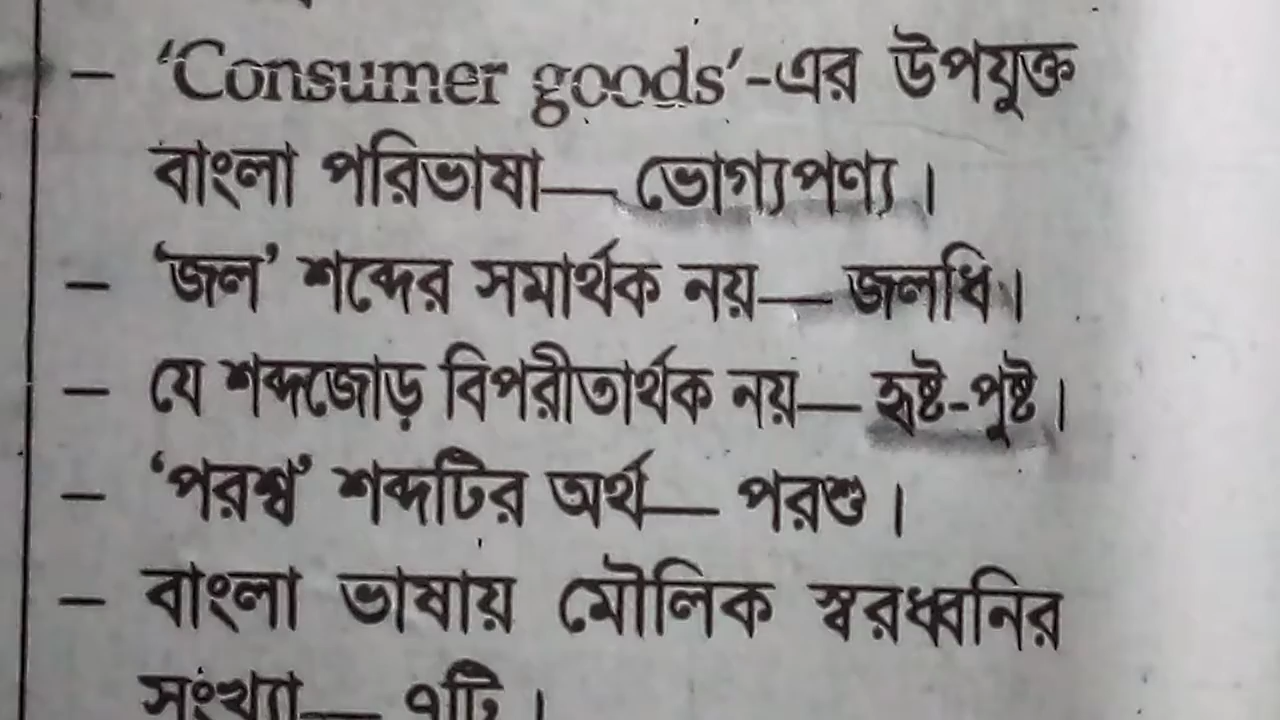 – ‘Consumer goods’-এর উপযুক্ত
বাংলা পরিভাষা— ভোগ্যপণ্য।
– ‘জল’ শব্দের সমার্থক নয়— জলধি।
– যে শব্দজোড় বিপরীতার্থক নয়— হৃষ্ট-পুষ্ট।
– ‘পরশ্ব’ শব্দটির অর্থ— পরশু।
– বাংলা ভাষায় মৌলিক স্বরধ্বনির
সংখ্যা— ৭টি।